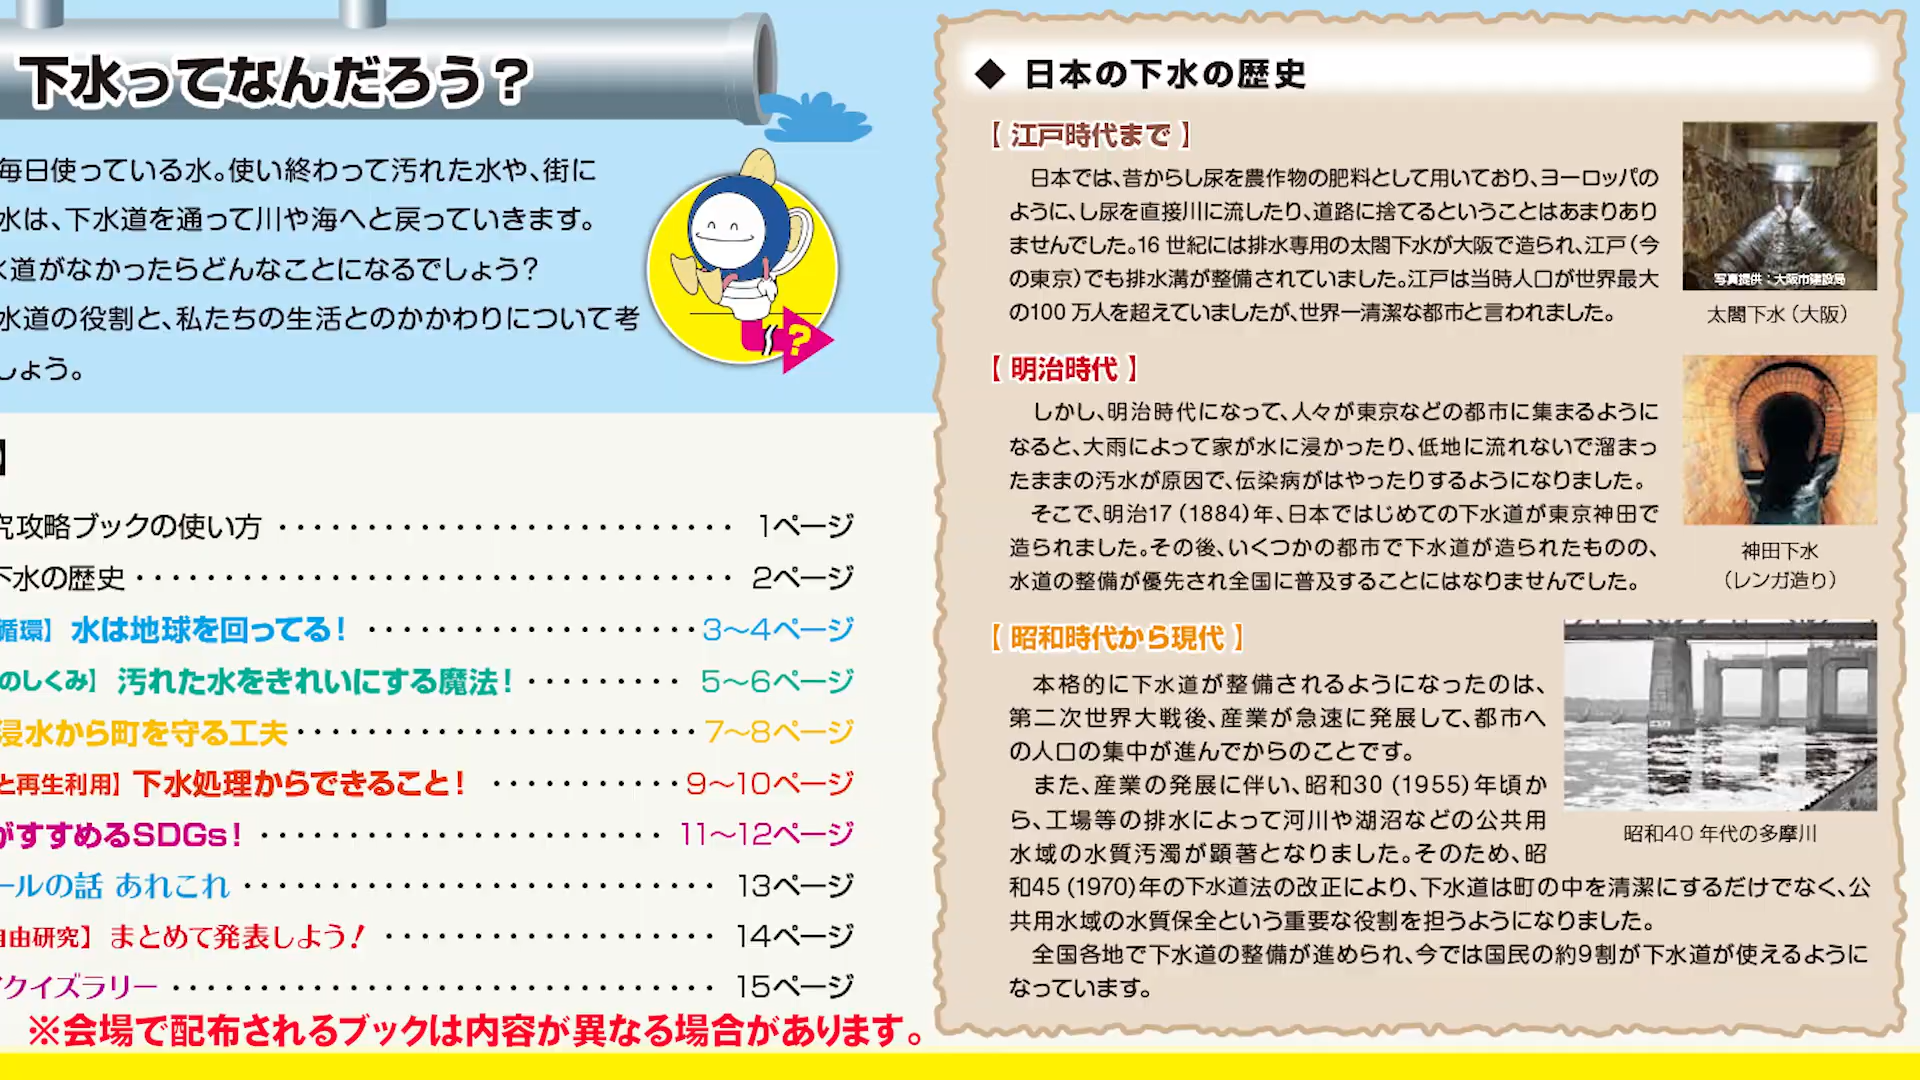 下水ってなんだろう？
毎日使っている水。使い終わって汚れた水や、街に
水は、下水道を通って川や海へと戻っていきます。
水道がなかったらどんなことになるでしょう？
水道の役割と、私たちの生活とのかかわりについて考
しょう。
?
】
究攻略ブックの使い方 ････････････････････････････ 1ページ
下水の歴史 ････････････････････････････････････ 2ページ
循環】 水は地球を回ってる！ ････････････････････ 3〜4ページ
のしくみ】 汚れた水をきれいにする魔法！ ･･････････ 5〜6ページ
浸水から町を守る工夫 ････････････････････････ 7〜8ページ
と再生利用】 下水処理からできること！ ････････････ 9〜10ページ
がすすめるSDGs！ ････････････････････････ 11〜12ページ
ールの話 あれこれ ････････････････････････････ 13ページ
自由研究】 まとめて発表しよう！ ････････････････････ 14ページ
クイズラリー ････････････････････････････････ 15ページ
※会場で配布されるブックは内容が異なる場合があります。
◆ 日本の下水の歴史
【 江戸時代まで 】
日本では、昔からし尿を農作物の肥料として用いており、ヨーロッパの
ように、し尿を直接川に流したり、道路に捨てるということはあまりあり
ませんでした。16 世紀には排水専用の太閤下水が大阪で造られ、江戸（今
の東京）でも排水溝が整備されていました。江戸は当時人口が世界最大
の100 万人を超えていましたが、世界一清潔な都市と言われました。
写真提供：大阪市建設局
太閤下水（大阪）
【 明治時代 】
しかし、明治時代になって、人々が東京などの都市に集まるように
なると、大雨によって家が水に浸かったり、低地に流れないで溜まっ
たままの汚水が原因で、伝染病がはやったりするようになりました。
そこで、明治17（1884）年、日本ではじめての下水道が東京神田で
造られました。その後、いくつかの都市で下水道が造られたものの、
水道の整備が優先され全国に普及することにはなりませんでした。
神田下水
（レンガ造り）
【 昭和時代から現代 】
本格的に下水道が整備されるようになったのは、
第二次世界大戦後、産業が急速に発展して、都市へ
の人口の集中が進んでからのことです。
また、産業の発展に伴い、昭和30 (1955)年頃か
ら、工場等の排水によって河川や湖沼などの公共用
水域の水質汚濁が顕著となりました。そのため、昭
和45 (1970)年の下水道法の改正により、下水道は町の中を清潔にするだけでなく、公
共用水域の水質保全という重要な役割を担うようになりました。
全国各地で下水道の整備が進められ、今では国民の約9割が下水道が使えるように
なっています。
昭和40 年代の多摩川